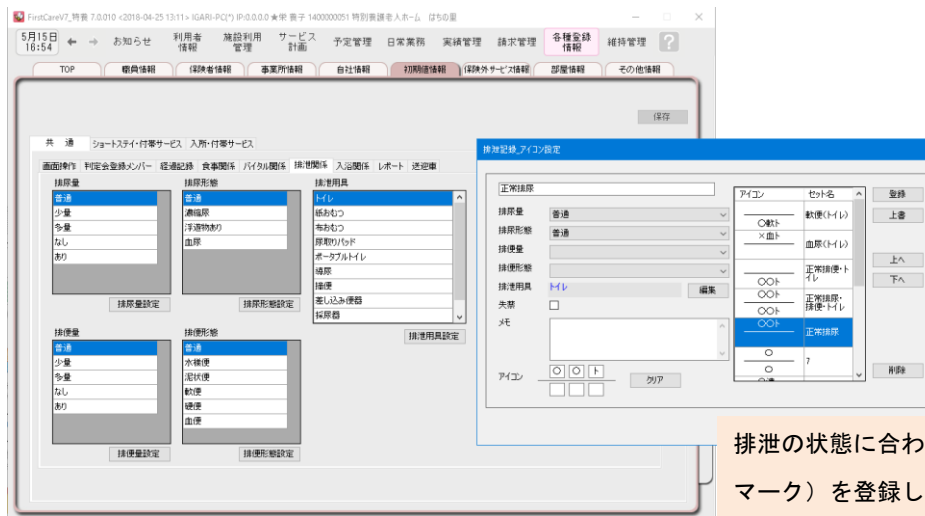 FirstCareV7_特養 7.0.010 <2018-04-25 13:11> IGARI-PC(*) IP:0.0.0.0 ★栄 養子 1400000051 特別養護老人ホーム はちの里
5月15日
16:54
← → お知らせ 利用者情報 施設利用管理 サービス計画 予定管理 日常業務 実績管理 請求管理 各種登録情報 維持管理 ?
TOP 職員情報 保険者情報 事業所情報 自社情報 初期値情報 保険外サービス情報 部屋情報 その他情報
保存
共通 ショートステイ・付帯サービス 入所・付帯サービス
画面操作 判定会登録メンバー 経過記録 食事関係 バイタル関係 排泄関係 入浴関係 レポート 送迎車
排尿量
普通
少量
多量
なし
あり
排尿量設定
排尿形態
普通
濃縮尿
浮遊物あり
血尿
排尿形態設定
排泄用具
トイレ
紙おむつ
布おむつ
尿取りパッド
ポータブルトイレ
導尿
摘便
差し込み便器
採尿器
排泄用具設定
排便量
普通
少量
多量
なし
あり
排便量設定
排便形態
普通
水様便
泥状便
軟便
硬便
血便
排便形態設定
排泄記録_アイコン設定
正常排尿
排尿量 普通
排尿形態 普通
排便量
排便形態
排泄用具 トイレ 編集
失禁
メモ
アイコン ○ ○ ト クリア
アイコン セット名
○軟ト 軟便(トイレ)
×血ト 血尿(トイレ)
○○ト 正常排便・トイレ
○○ト
○○ト 正常排尿・排便・トイレ
○○ト 正常排尿
○
○ 7
登録
上書
上へ
下へ
削除
排泄の状態に合わ
マーク）を登録し